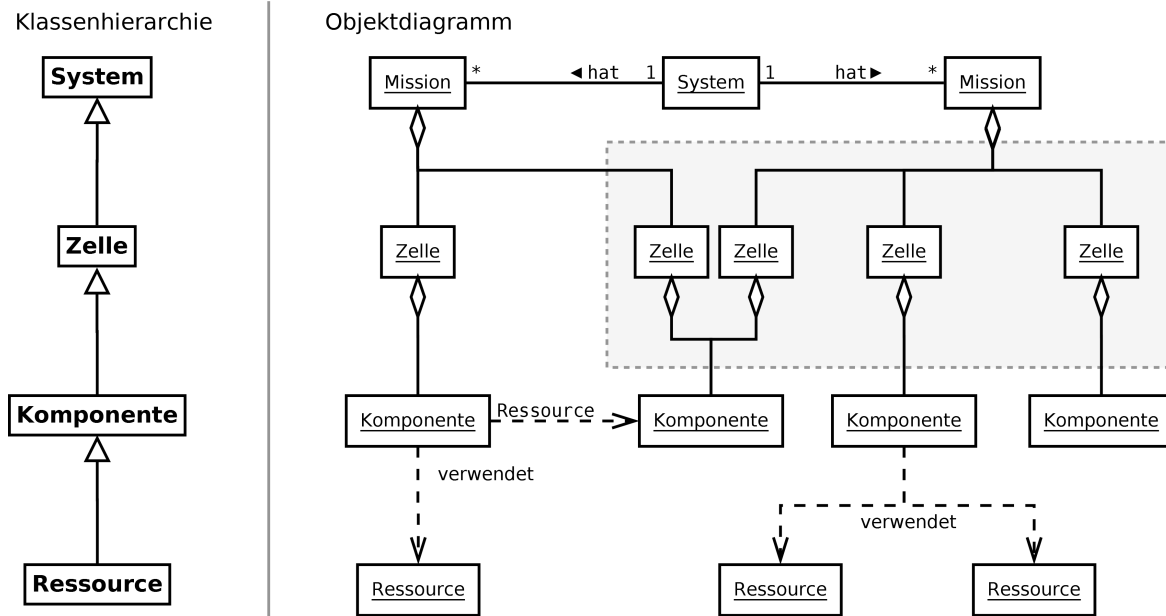 Klassenhierarchie
Objektdiagramm
System
Zelle
Komponente
Ressource
Mission * ◄ hat 1 System 1 hat ► * Mission
Zelle Zelle Zelle Zelle Zelle
Komponente Ressource Komponente Komponente Komponente
verwendet
verwendet
Ressource Ressource Ressource